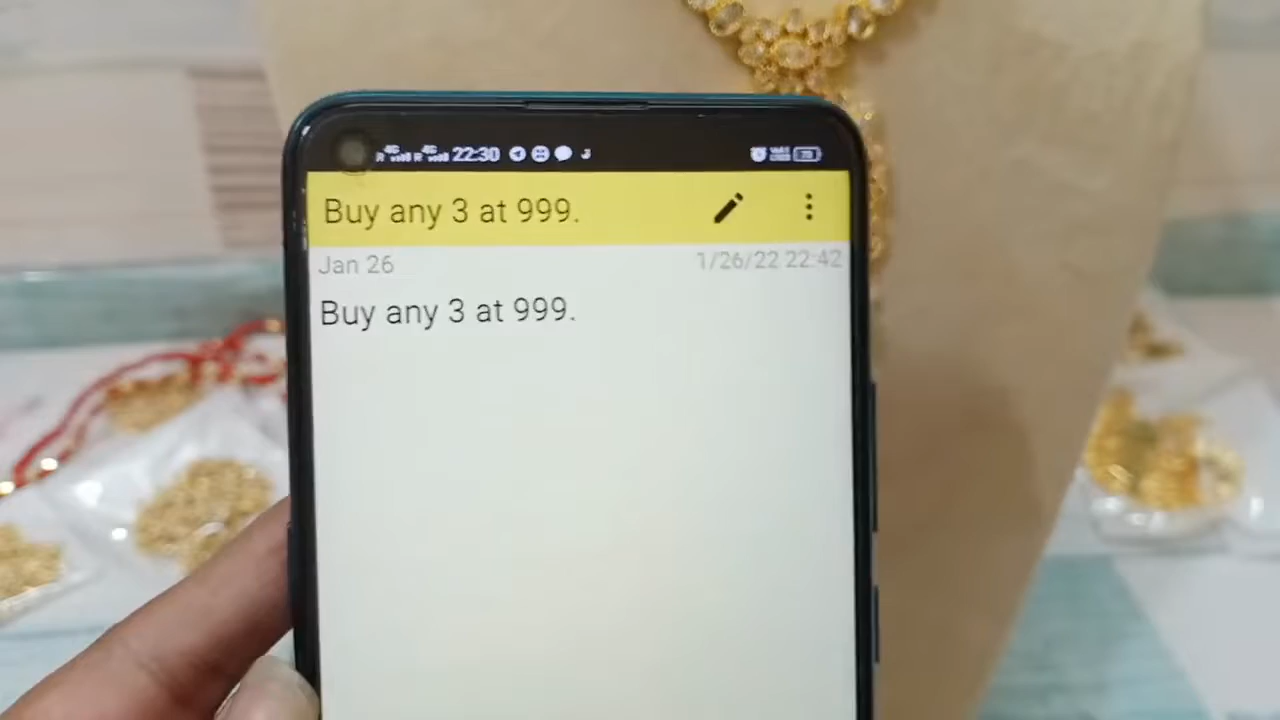 22:30
Buy any 3 at 999.
Jan 26
1/26/22 22:42
Buy any 3 at 999.